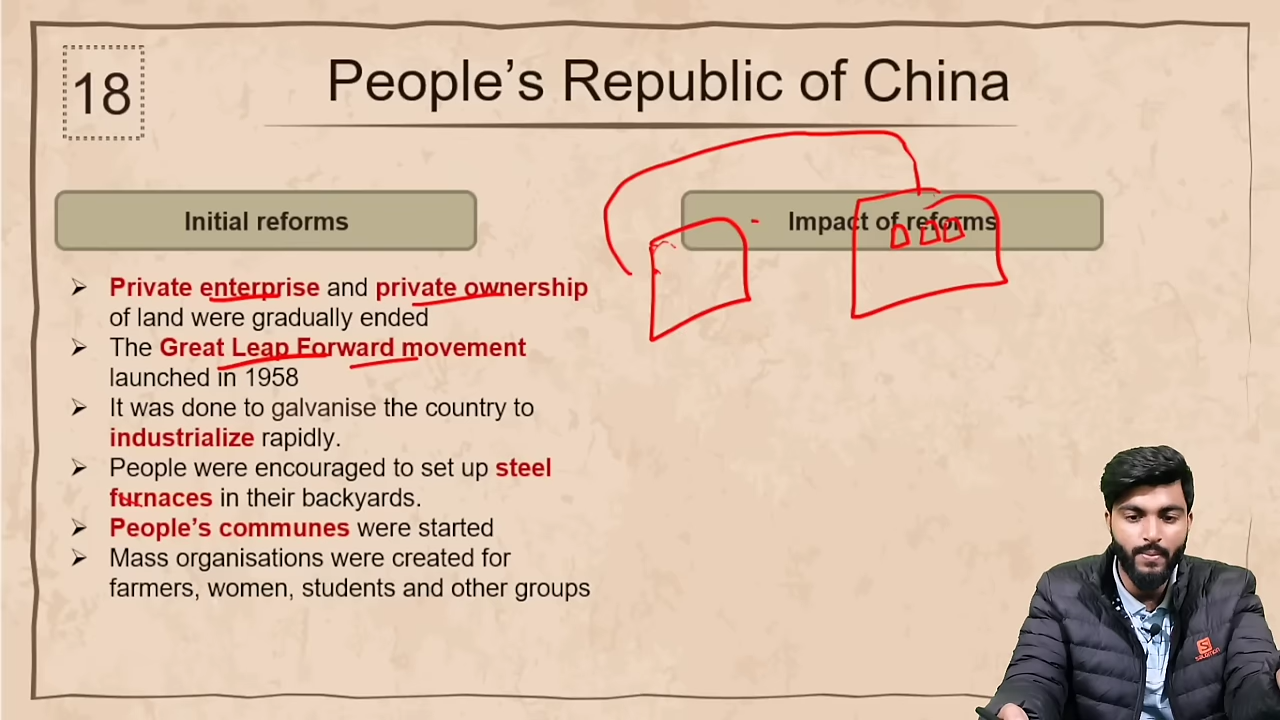 18
People's Republic of China
Initial reforms
Impact of reforms
➢ Private enterprise and private ownership
of land were gradually ended
➢ The Great Leap Forward movement
launched in 1958
➢ It was done to galvanise the country to
industrialize rapidly.
➢ People were encouraged to set up steel
furnaces in their backyards.
➢ People's communes were started
➢ Mass organisations were created for
farmers, women, students and other groups
S
SALOMON